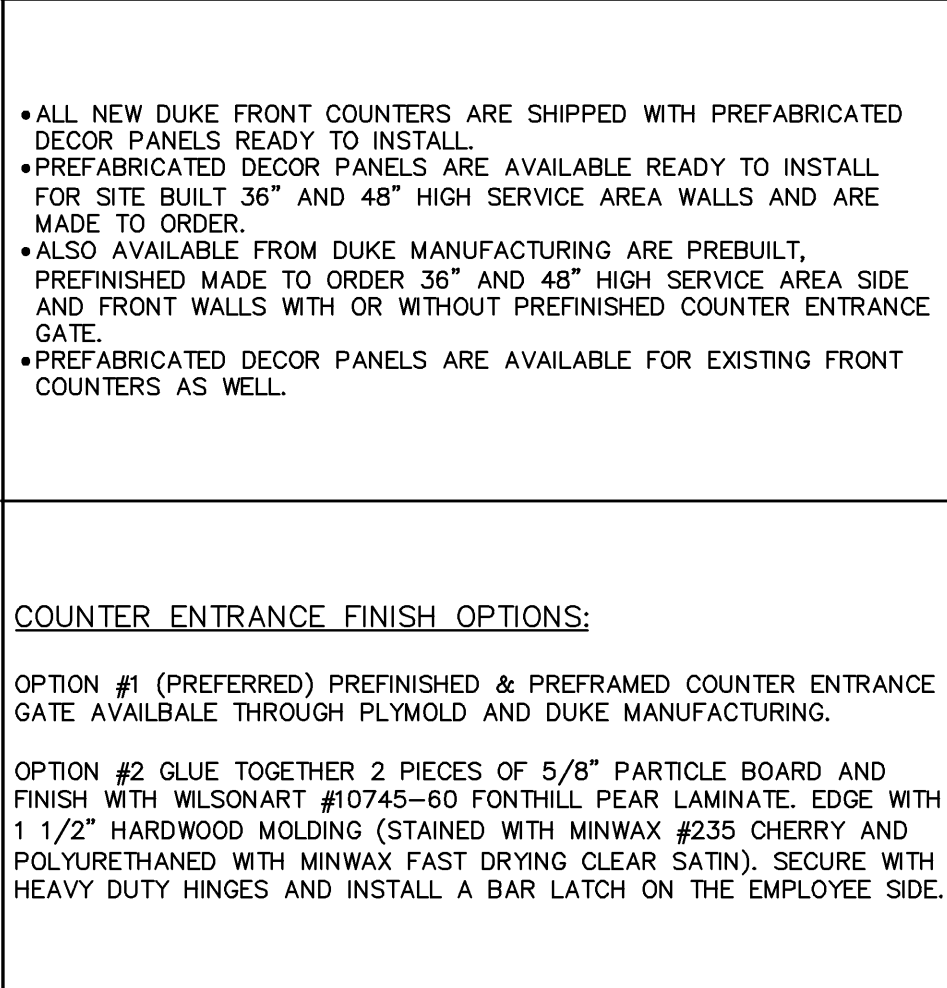 •ALL NEW DUKE FRONT COUNTERS ARE SHIPPED WITH PREFABRICATED
DECOR PANELS READY TO INSTALL.
•PREFABRICATED DECOR PANELS ARE AVAILABLE READY TO INSTALL
FOR SITE BUILT 36" AND 48" HIGH SERVICE AREA WALLS AND ARE
MADE TO ORDER.
•ALSO AVAILABLE FROM DUKE MANUFACTURING ARE PREBUILT,
PREFINISHED MADE TO ORDER 36" AND 48" HIGH SERVICE AREA SIDE
AND FRONT WALLS WITH OR WITHOUT PREFINISHED COUNTER ENTRANCE
GATE.
•PREFABRICATED DECOR PANELS ARE AVAILABLE FOR EXISTING FRONT
COUNTERS AS WELL.
COUNTER ENTRANCE FINISH OPTIONS:
OPTION #1 (PREFERRED) PREFINISHED & PREFRAMED COUNTER ENTRANCE
GATE AVAILBALE THROUGH PLYMOLD AND DUKE MANUFACTURING.
OPTION #2 GLUE TOGETHER 2 PIECES OF 5/8" PARTICLE BOARD AND
FINISH WITH WILSONART #10745-60 FONTHILL PEAR LAMINATE. EDGE WITH
1 1/2" HARDWOOD MOLDING (STAINED WITH MINWAX #235 CHERRY AND
POLYURETHANED WITH MINWAX FAST DRYING CLEAR SATIN). SECURE WITH
HEAVY DUTY HINGES AND INSTALL A BAR LATCH ON THE EMPLOYEE SIDE.